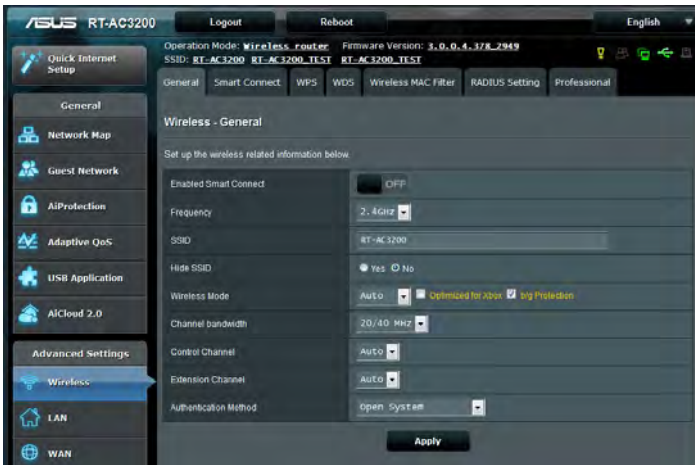 ASUS RT-AC3200 Logout Reboot English
Quick Internet Setup
Operation Mode: Wireless router Firmware Version: 3.0.0.4.378_2949
SSID: RT-AC3200 RT-AC3200_TEST RT-AC3200_TEST
General Smart Connect WPS WDS Wireless MAC Filter RADIUS Setting Professional
General
Network Map
Guest Network
AiProtection
Adaptive QoS
USB Application
AiCloud 2.0
Advanced Settings
Wireless
LAN
WAN
Wireless - General
Set up the wireless related information below.
Enabled Smart Connect OFF
Frequency 2.4GHz
SSID RT-AC3200
Hide SSID Yes No
Wireless Mode Auto Optimized for Xbox b/g Protection
Channel bandwidth 20/40 MHz
Control Channel Auto
Extension Channel Auto
Authentication Method Open System
Apply